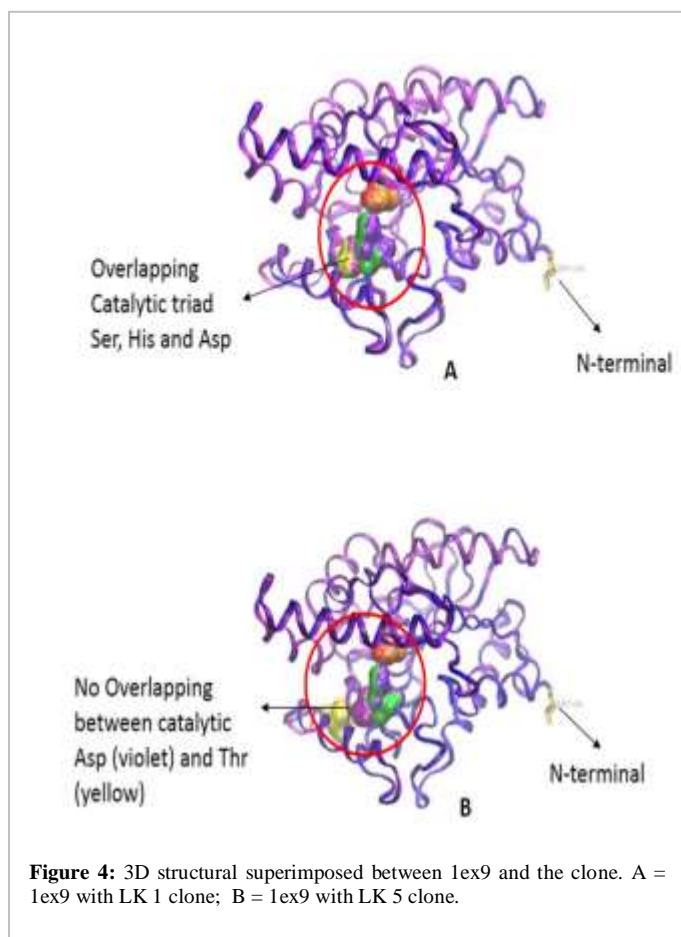 Overlapping
Catalytic triad
Ser, His and Asp
N-terminal
A
No Overlapping
between catalytic
Asp (violet) and Thr
(yellow)
N-terminal
B
Figure 4: 3D structural superimposed between 1ex9 and the clone. A =
1ex9 with LK 1 clone; B = 1ex9 with LK 5 clone.